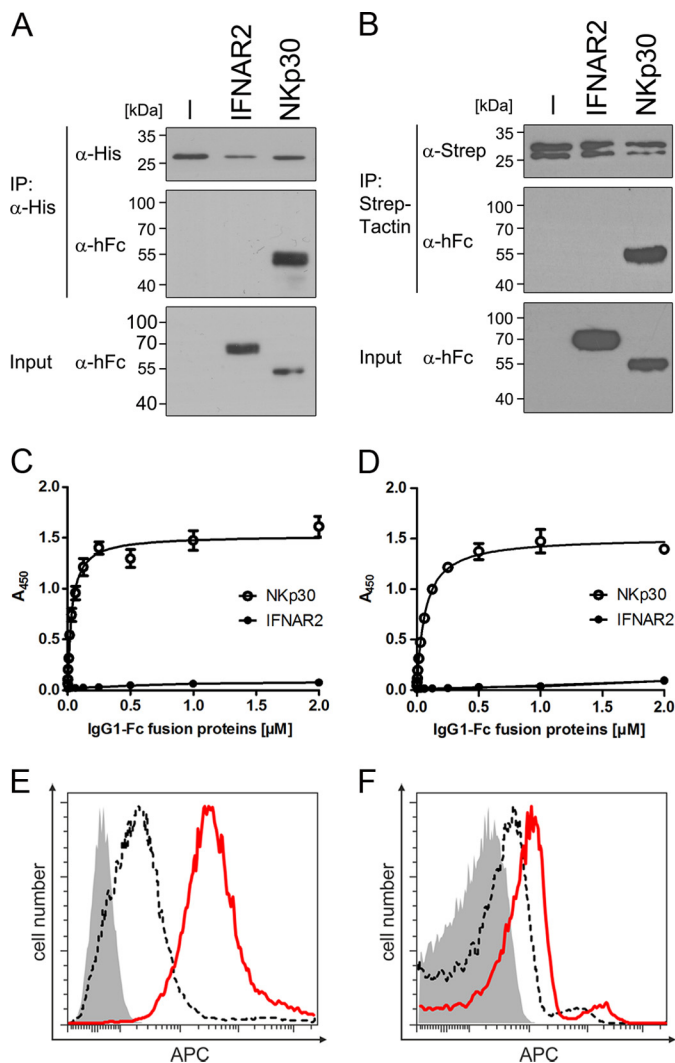 A
IFNAR2
NKp30
[kDa] –
IP: α-His
α-His
35
25
α-hFc
100
70
55
40
Input
α-hFc
100
70
55
40
B
IFNAR2
NKp30
[kDa] –
IP: Strep-Tactin
α-Strep
35
25
α-hFc
100
70
55
40
Input
α-hFc
100
70
55
40
C
A450
2.0
1.5
1.0
0.5
0.0
NKp30
IFNAR2
0.0 0.5 1.0 1.5 2.0
IgG1-Fc fusion proteins [µM]
D
A450
2.0
1.5
1.0
0.5
0.0
NKp30
IFNAR2
0.0 0.5 1.0 1.5 2.0
IgG1-Fc fusion proteins [µM]
E
cell number
APC
F
cell number
APC